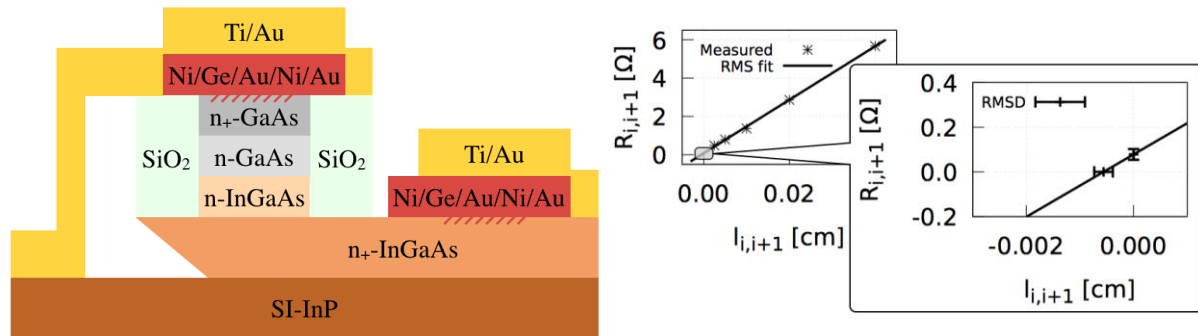 Ti/Au
Ni/Ge/Au/Ni/Au
n+-GaAs
SiO2
n-GaAs
SiO2
n-InGaAs
Ti/Au
Ni/Ge/Au/Ni/Au
n+-InGaAs
SI-InP
Ri,i+1 [Ω]
6
4
2
0
Measured
RMS fit
0.00
0.02
li,i+1 [cm]
Ri,i+1 [Ω]
0.4
0.2
0.0
-0.2
RMSD
-0.002
0.000
li,i+1 [cm]